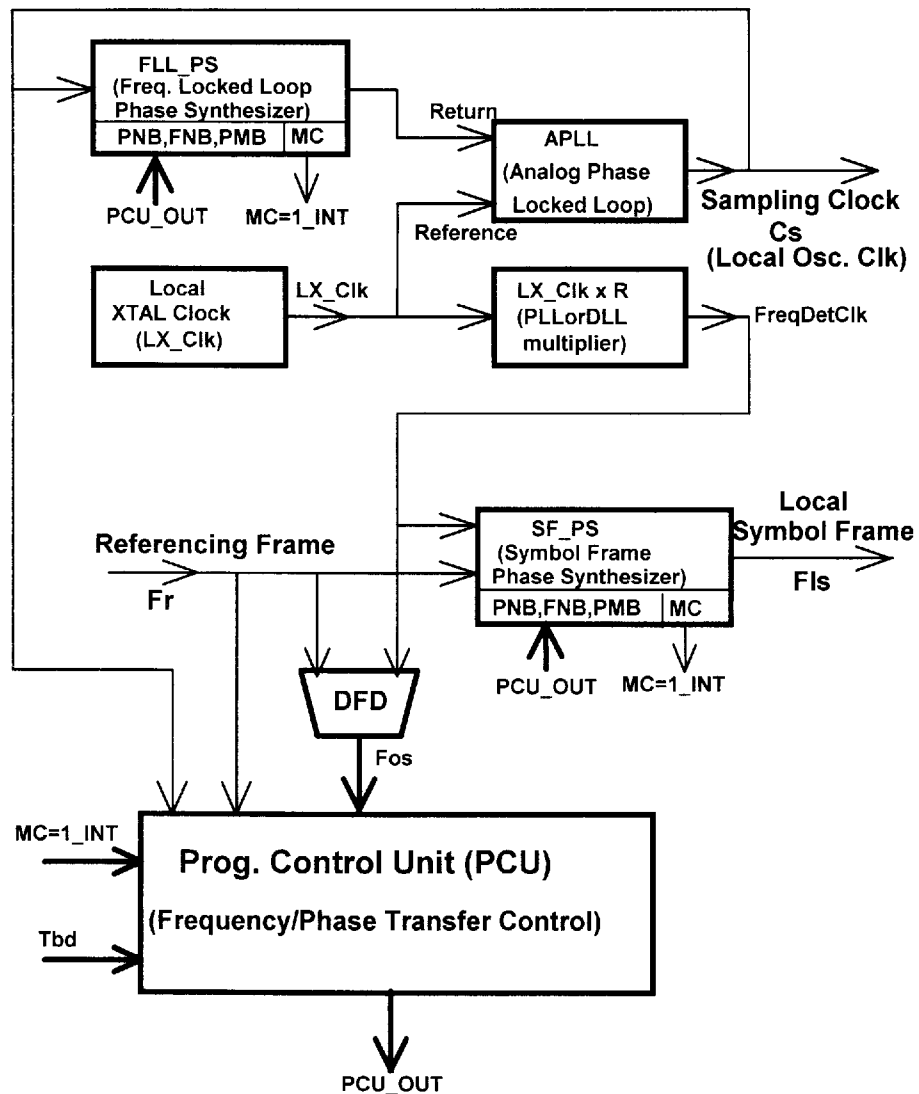 FLL_PS
(Freq. Locked Loop
Phase Synthesizer)
PNB,FNB,PMB
MC
PCU_OUT
MC=1_INT
Return
Reference
APLL
(Analog Phase
Locked Loop)
Sampling Clock
Cs
(Local Osc. Clk)
Local
XTAL Clock
(LX_Clk)
LX_Clk
LX_Clk x R
(PLLorDLL
multiplier)
FreqDetClk
Referencing Frame
Fr
SF_PS
(Symbol Frame
Phase Synthesizer)
PNB,FNB,PMB
MC
PCU_OUT
MC=1_INT
Local
Symbol Frame
Fls
DFD
Fos
MC=1_INT
Tbd
Prog. Control Unit (PCU)
(Frequency/Phase Transfer Control)
PCU_OUT